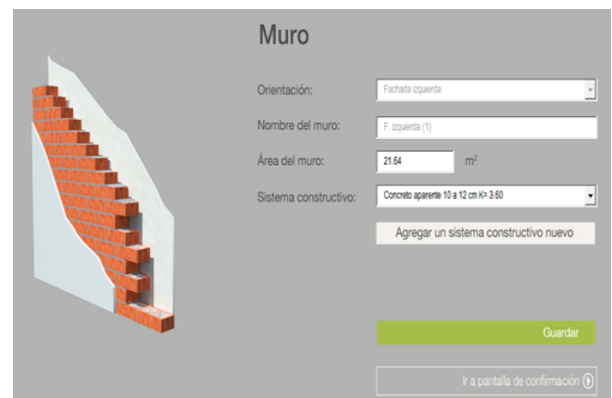 Muro
Orientación: Fachada izquierda
Nombre del muro: F. izquierda (1)
Área del muro: 21.64 m²
Sistema constructivo: Concreto aparente 10 a 12 cm K= 3.60
Agregar un sistema constructivo nuevo
Guardar
Ir a pantalla de confirmación